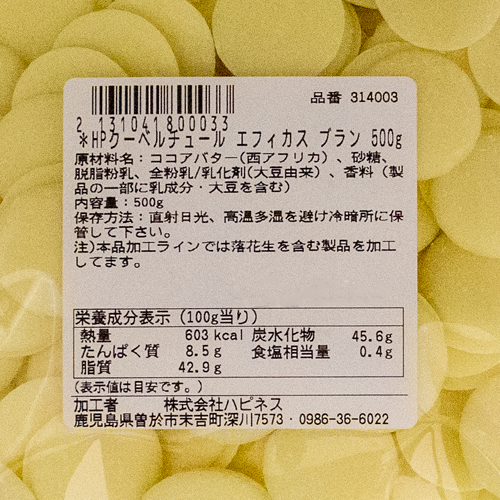 品番 314003
2 131041800033
*HPクーベルチュール エフィカス ブラン 500g
原材料名：ココアバター(西アフリカ)、砂糖、
脱脂粉乳、全粉乳/乳化剤(大豆由来)、香料(製
品の一部に乳成分・大豆を含む)
内容量：500g
保存方法：直射日光、高温多湿を避け冷暗所に保
管して下さい。
注)本品加工ラインでは落花生を含む製品を加工
してます。
栄養成分表示(100g当り)
熱量 603 kcal 炭水化物 45.6g
たんぱく質 8.5g 食塩相当量 0.4g
脂質 42.9g
(表示値は目安です。)
加工者 株式会社ハピネス
鹿児島県曽於市末吉町深川7573・0986-36-6022